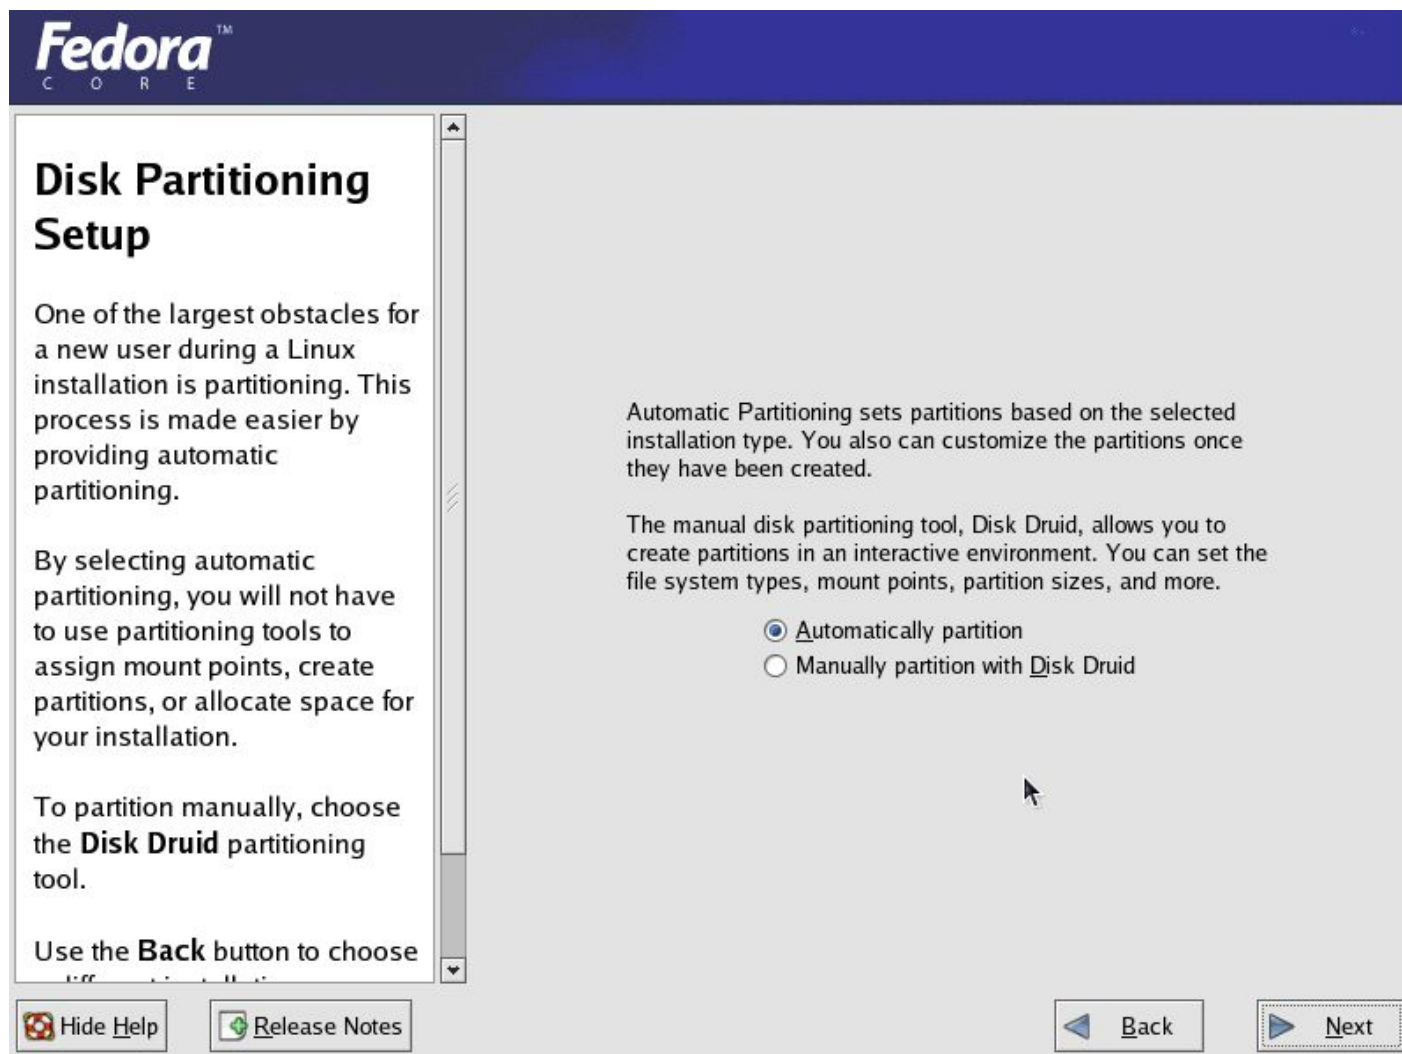 Fedora™
CORE
Disk Partitioning
Setup
One of the largest obstacles for
a new user during a Linux
installation is partitioning. This
process is made easier by
providing automatic
partitioning.
By selecting automatic
partitioning, you will not have
to use partitioning tools to
assign mount points, create
partitions, or allocate space for
your installation.
To partition manually, choose
the Disk Druid partitioning
tool.
Use the Back button to choose
Automatic Partitioning sets partitions based on the selected
installation type. You also can customize the partitions once
they have been created.
The manual disk partitioning tool, Disk Druid, allows you to
create partitions in an interactive environment. You can set the
file system types, mount points, partition sizes, and more.
Automatically partition
Manually partition with Disk Druid
Hide Help
Release Notes
Back
Next